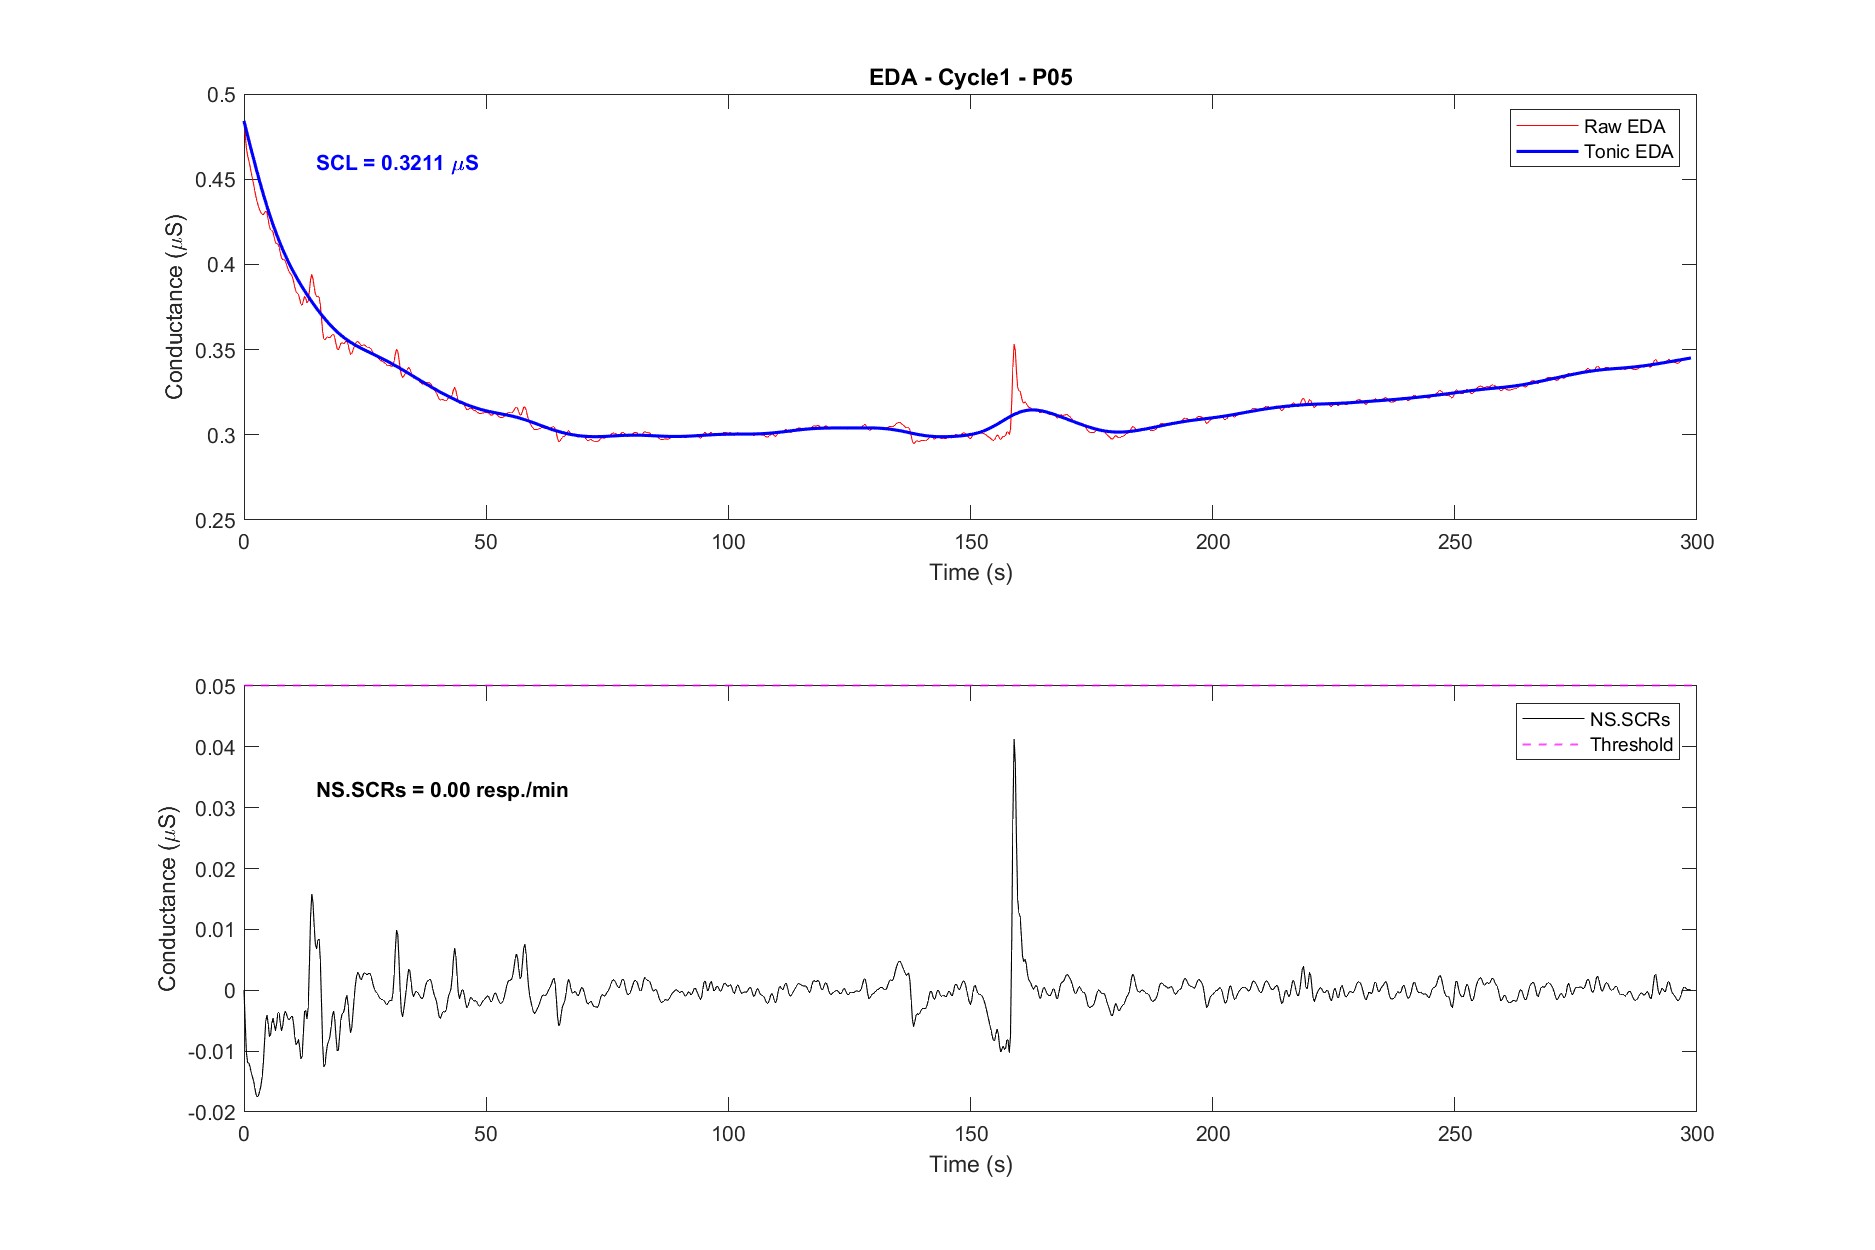 EDA - Cycle1 - P05
0.5
0.45
0.4
0.35
0.3
0.25
Conductance (μS)
SCL = 0.3211 μS
Raw EDA
Tonic EDA
0 50 100 150 200 250 300
Time (s)
0.05
0.04
0.03
0.02
0.01
0
-0.01
-0.02
Conductance (μS)
NS.SCRs = 0.00 resp./min
NS.SCRs
Threshold
0 50 100 150 200 250 300
Time (s)